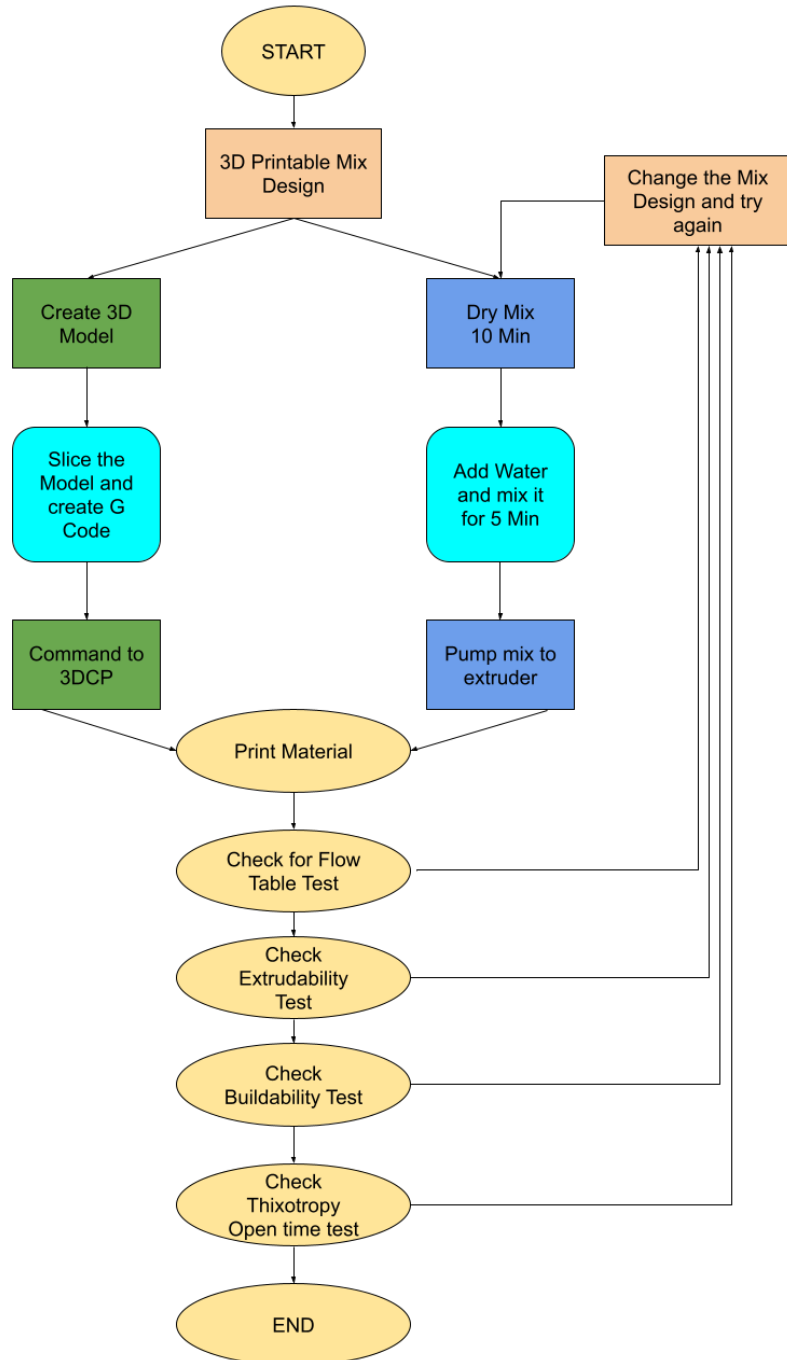 START
3D Printable Mix
Design
Change the Mix
Design and try
again
Create 3D
Model
Dry Mix
10 Min
Slice the
Model and
create G
Code
Add Water
and mix it
for 5 Min
Command to
3DCP
Pump mix to
extruder
Print Material
Check for Flow
Table Test
Check
Extrudability
Test
Check
Buildability Test
Check
Thixotropy
Open time test
END